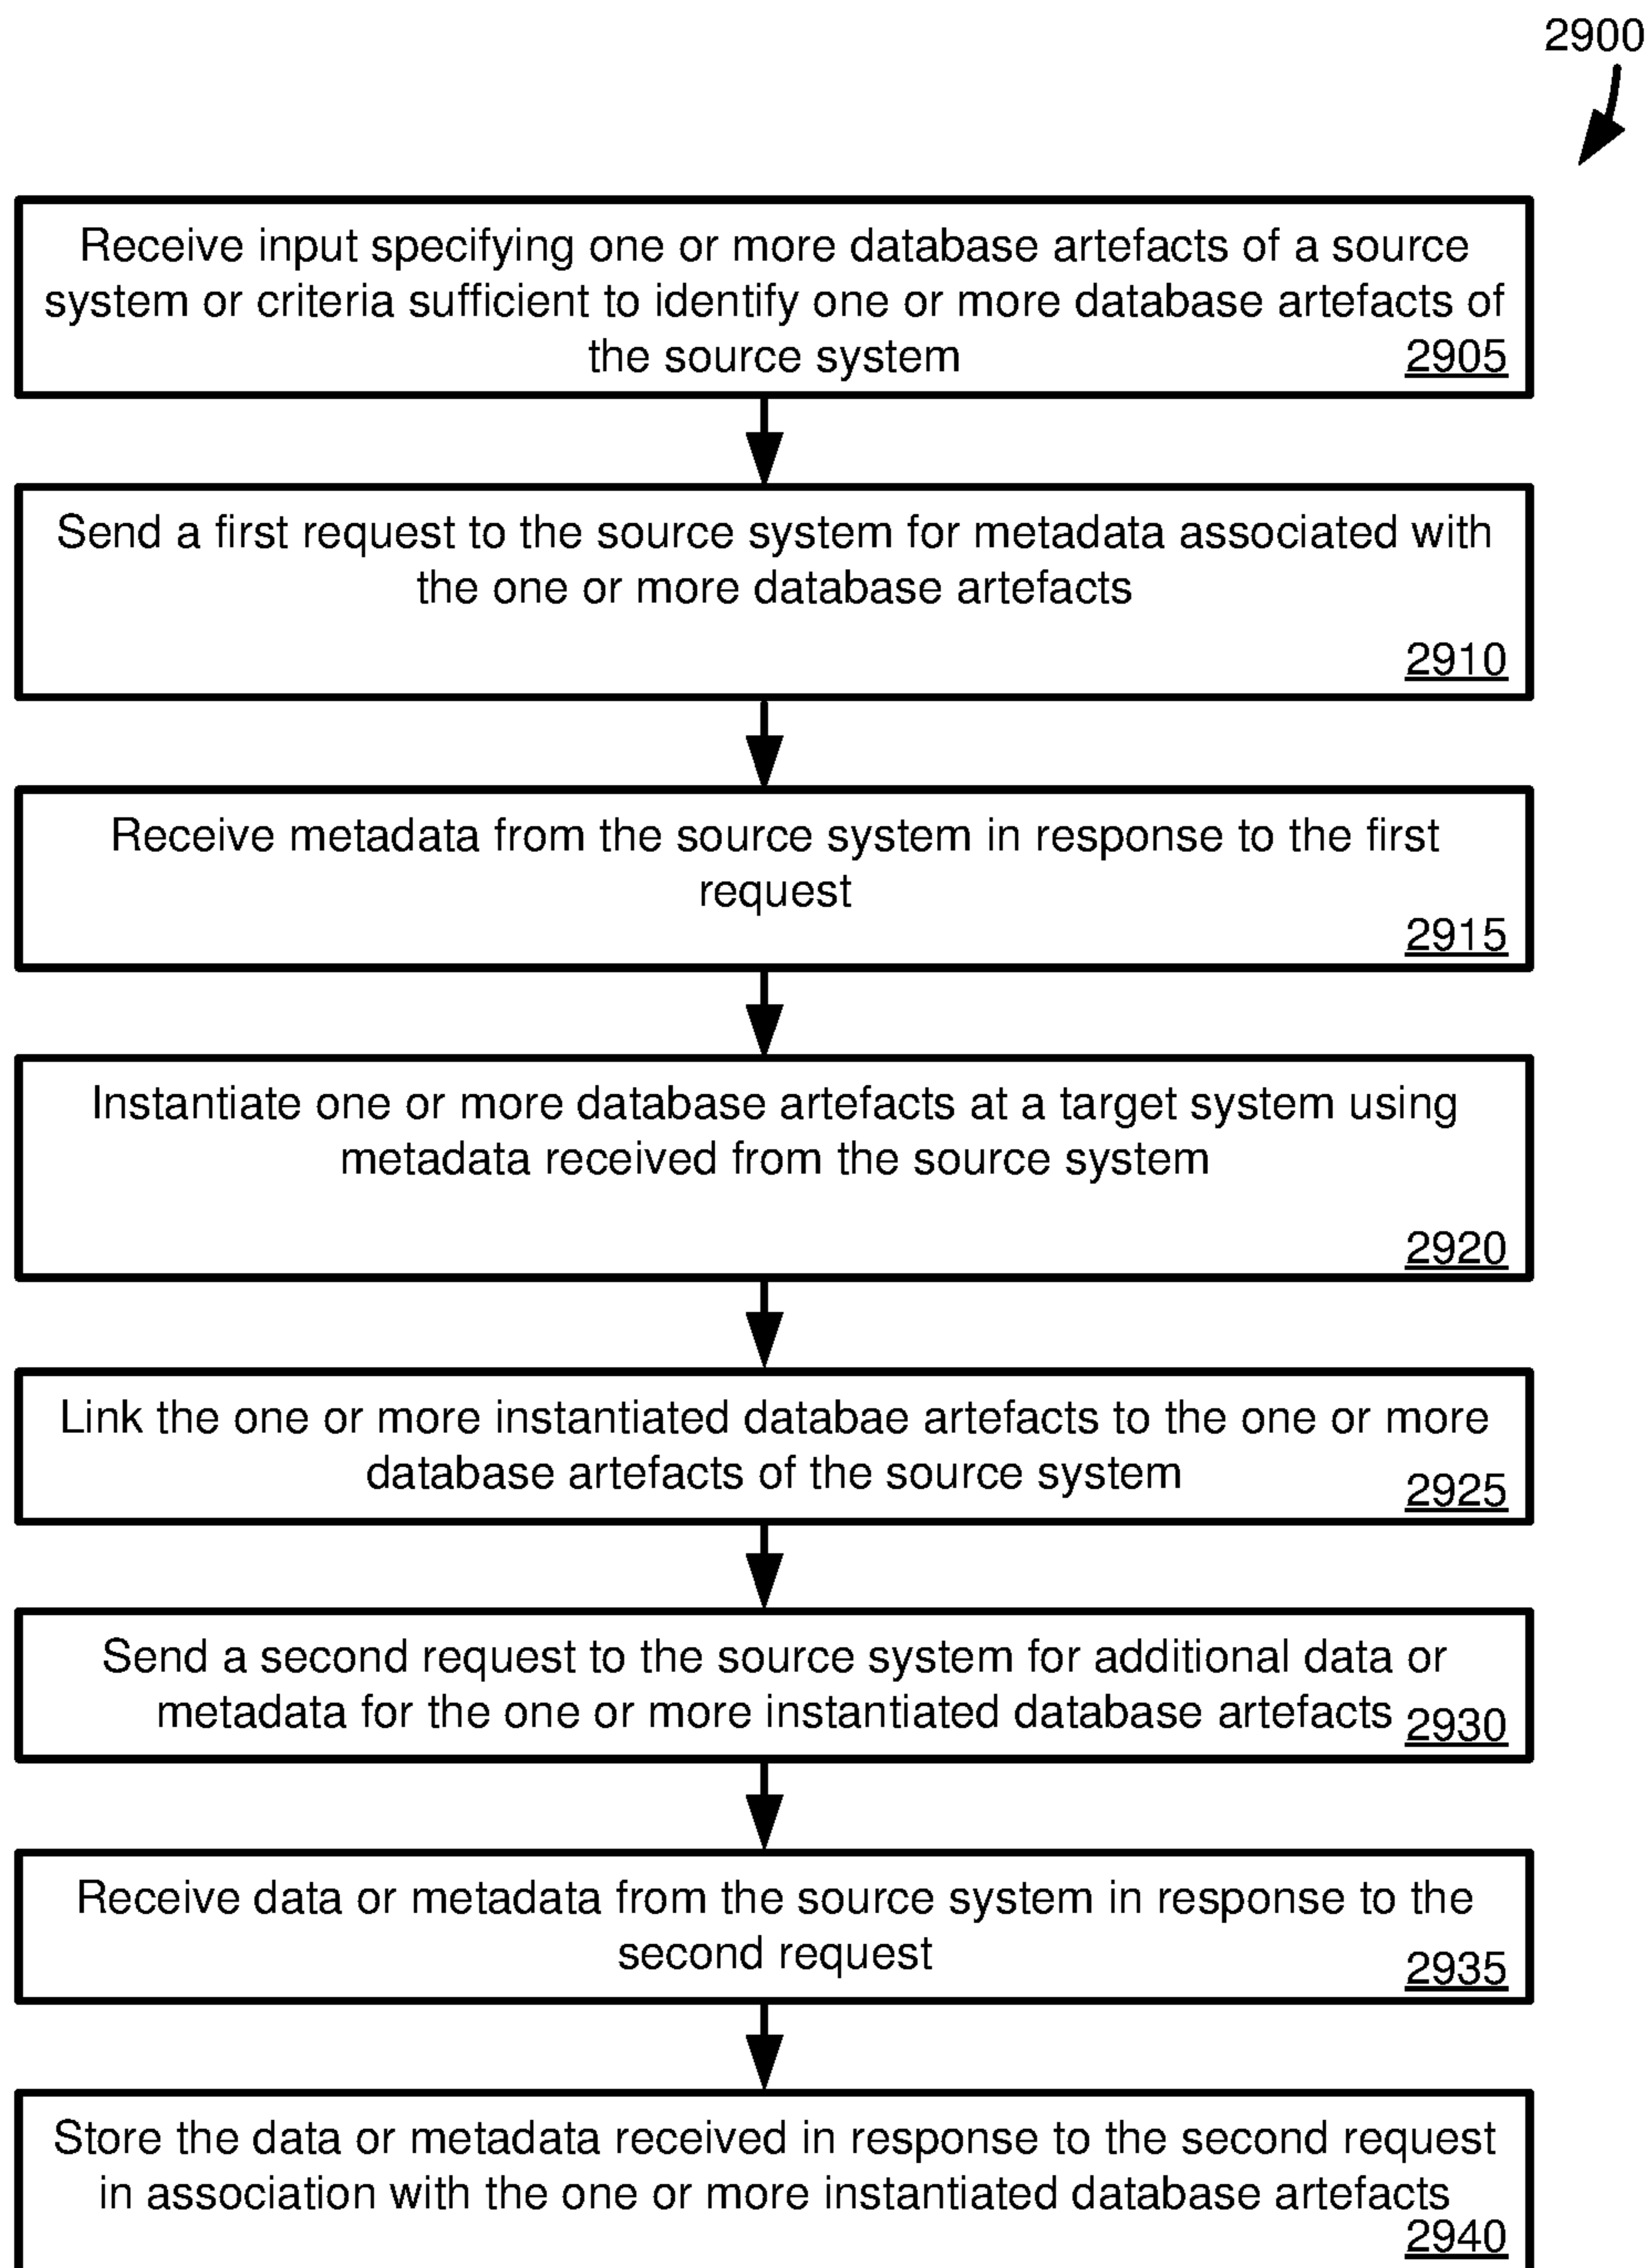 2900
Receive input specifying one or more database artefacts of a source
system or criteria sufficient to identify one or more database artefacts of
the source system
2905
Send a first request to the source system for metadata associated with
the one or more database artefacts
2910
Receive metadata from the source system in response to the first
request
2915
Instantiate one or more database artefacts at a target system using
metadata received from the source system
2920
Link the one or more instantiated databae artefacts to the one or more
database artefacts of the source system
2925
Send a second request to the source system for additional data or
metadata for the one or more instantiated database artefacts
2930
Receive data or metadata from the source system in response to the
second request
2935
Store the data or metadata received in response to the second request
in association with the one or more instantiated database artefacts
2940